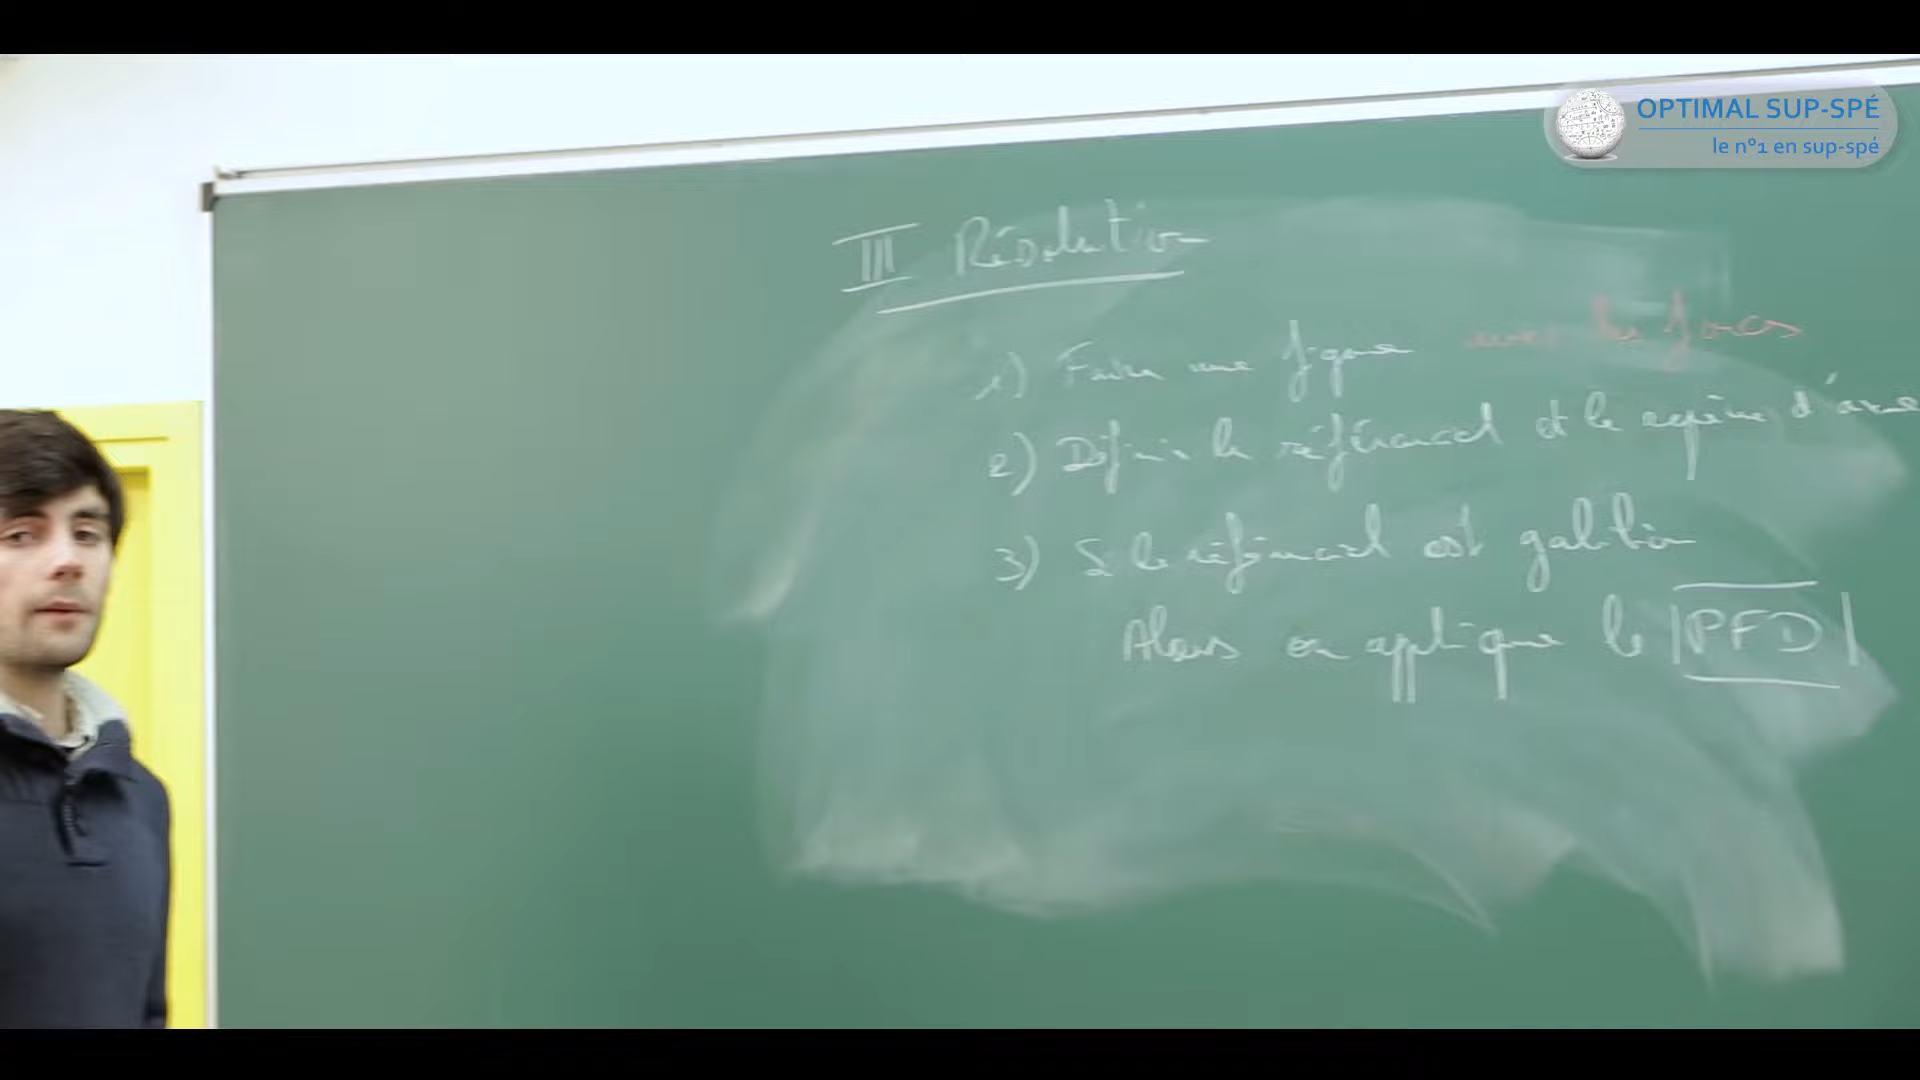 OPTIMAL SUP-SPÉ
le n°1 en sup-spé
III Résolution
1) Faire une figure avec les forces
2) Définir le référentiel et le repère d'
3) Si le référentiel est galiléen
Alors on applique le |PFD|